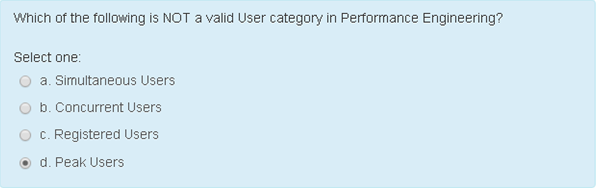 Which of the following is NOT a valid User category in Performance Engineering?
Select one:
a. Simultaneous Users
b. Concurrent Users
c. Registered Users
d. Peak Users